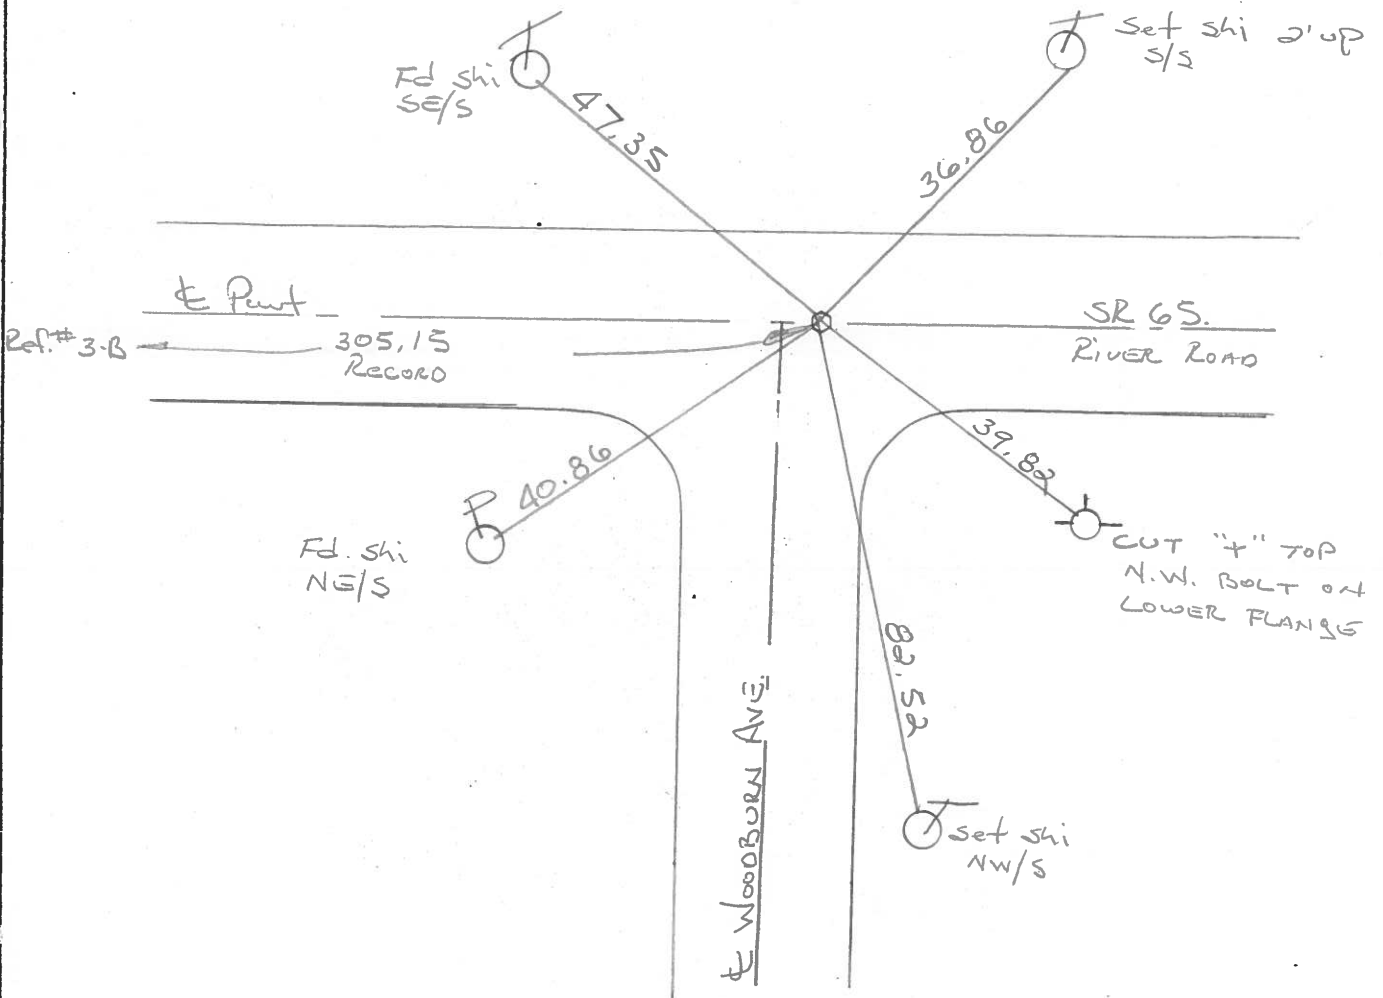 Set shi 2' up
S/S
Fd shi
SE/S
47.35
36.86
℄ Pvmt
SR 65.
Ref.# 3-B
305.15
RECORD
RIVER ROAD
39.82
40.86
Fd. shi
NE/S
CUT "+" TOP
N.W. BOLT ON
LOWER FLANGE
82.52
℄ WOODBURN AVE.
Set shi
NW/S